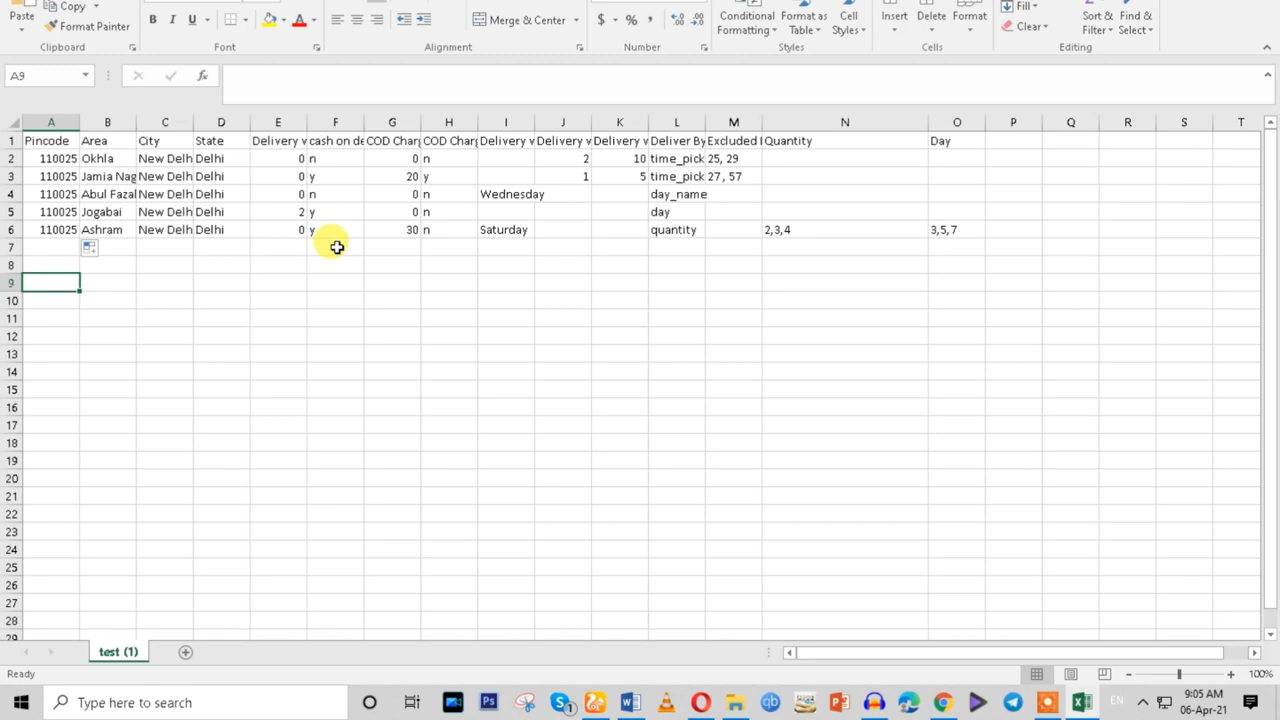 Paste Copy Format Painter
B I U A
Merge & Center
$ % ,
Conditional Formatting Format as Table Cell Styles
Insert Delete Format
Fill
Clear
Sort & Filter Find & Select
Clipboard Font Alignment Number Styles Cells Editing
A9 fx
A B C D E F G H I J K L M N O P Q R S T
1 Pincode Area City State Delivery v cash on de COD Charg COD Charg Delivery v Delivery v Delivery v Deliver By Excluded Quantity Day
2 110025 Okhla New Delh Delhi 0 n 0 n 2 10 time_pick 25, 29
3 110025 Jamia Nag New Delh Delhi 0 y 20 y 1 5 time_pick 27, 57
4 110025 Abul Fazal New Delh Delhi 0 n 0 n Wednesday day_name
5 110025 Jogabai New Delh Delhi 2 y 0 n day
6 110025 Ashram New Delh Delhi 0 y 30 n Saturday quantity 2,3,4 3,5,7
7
8
9
10
11
12
13
14
15
16
17
18
19
20
21
22
23
24
25
26
27
28
29
test (1)
Ready 100%
Type here to search Ps 1 qb EN 9:05 AM
06-Apr-21